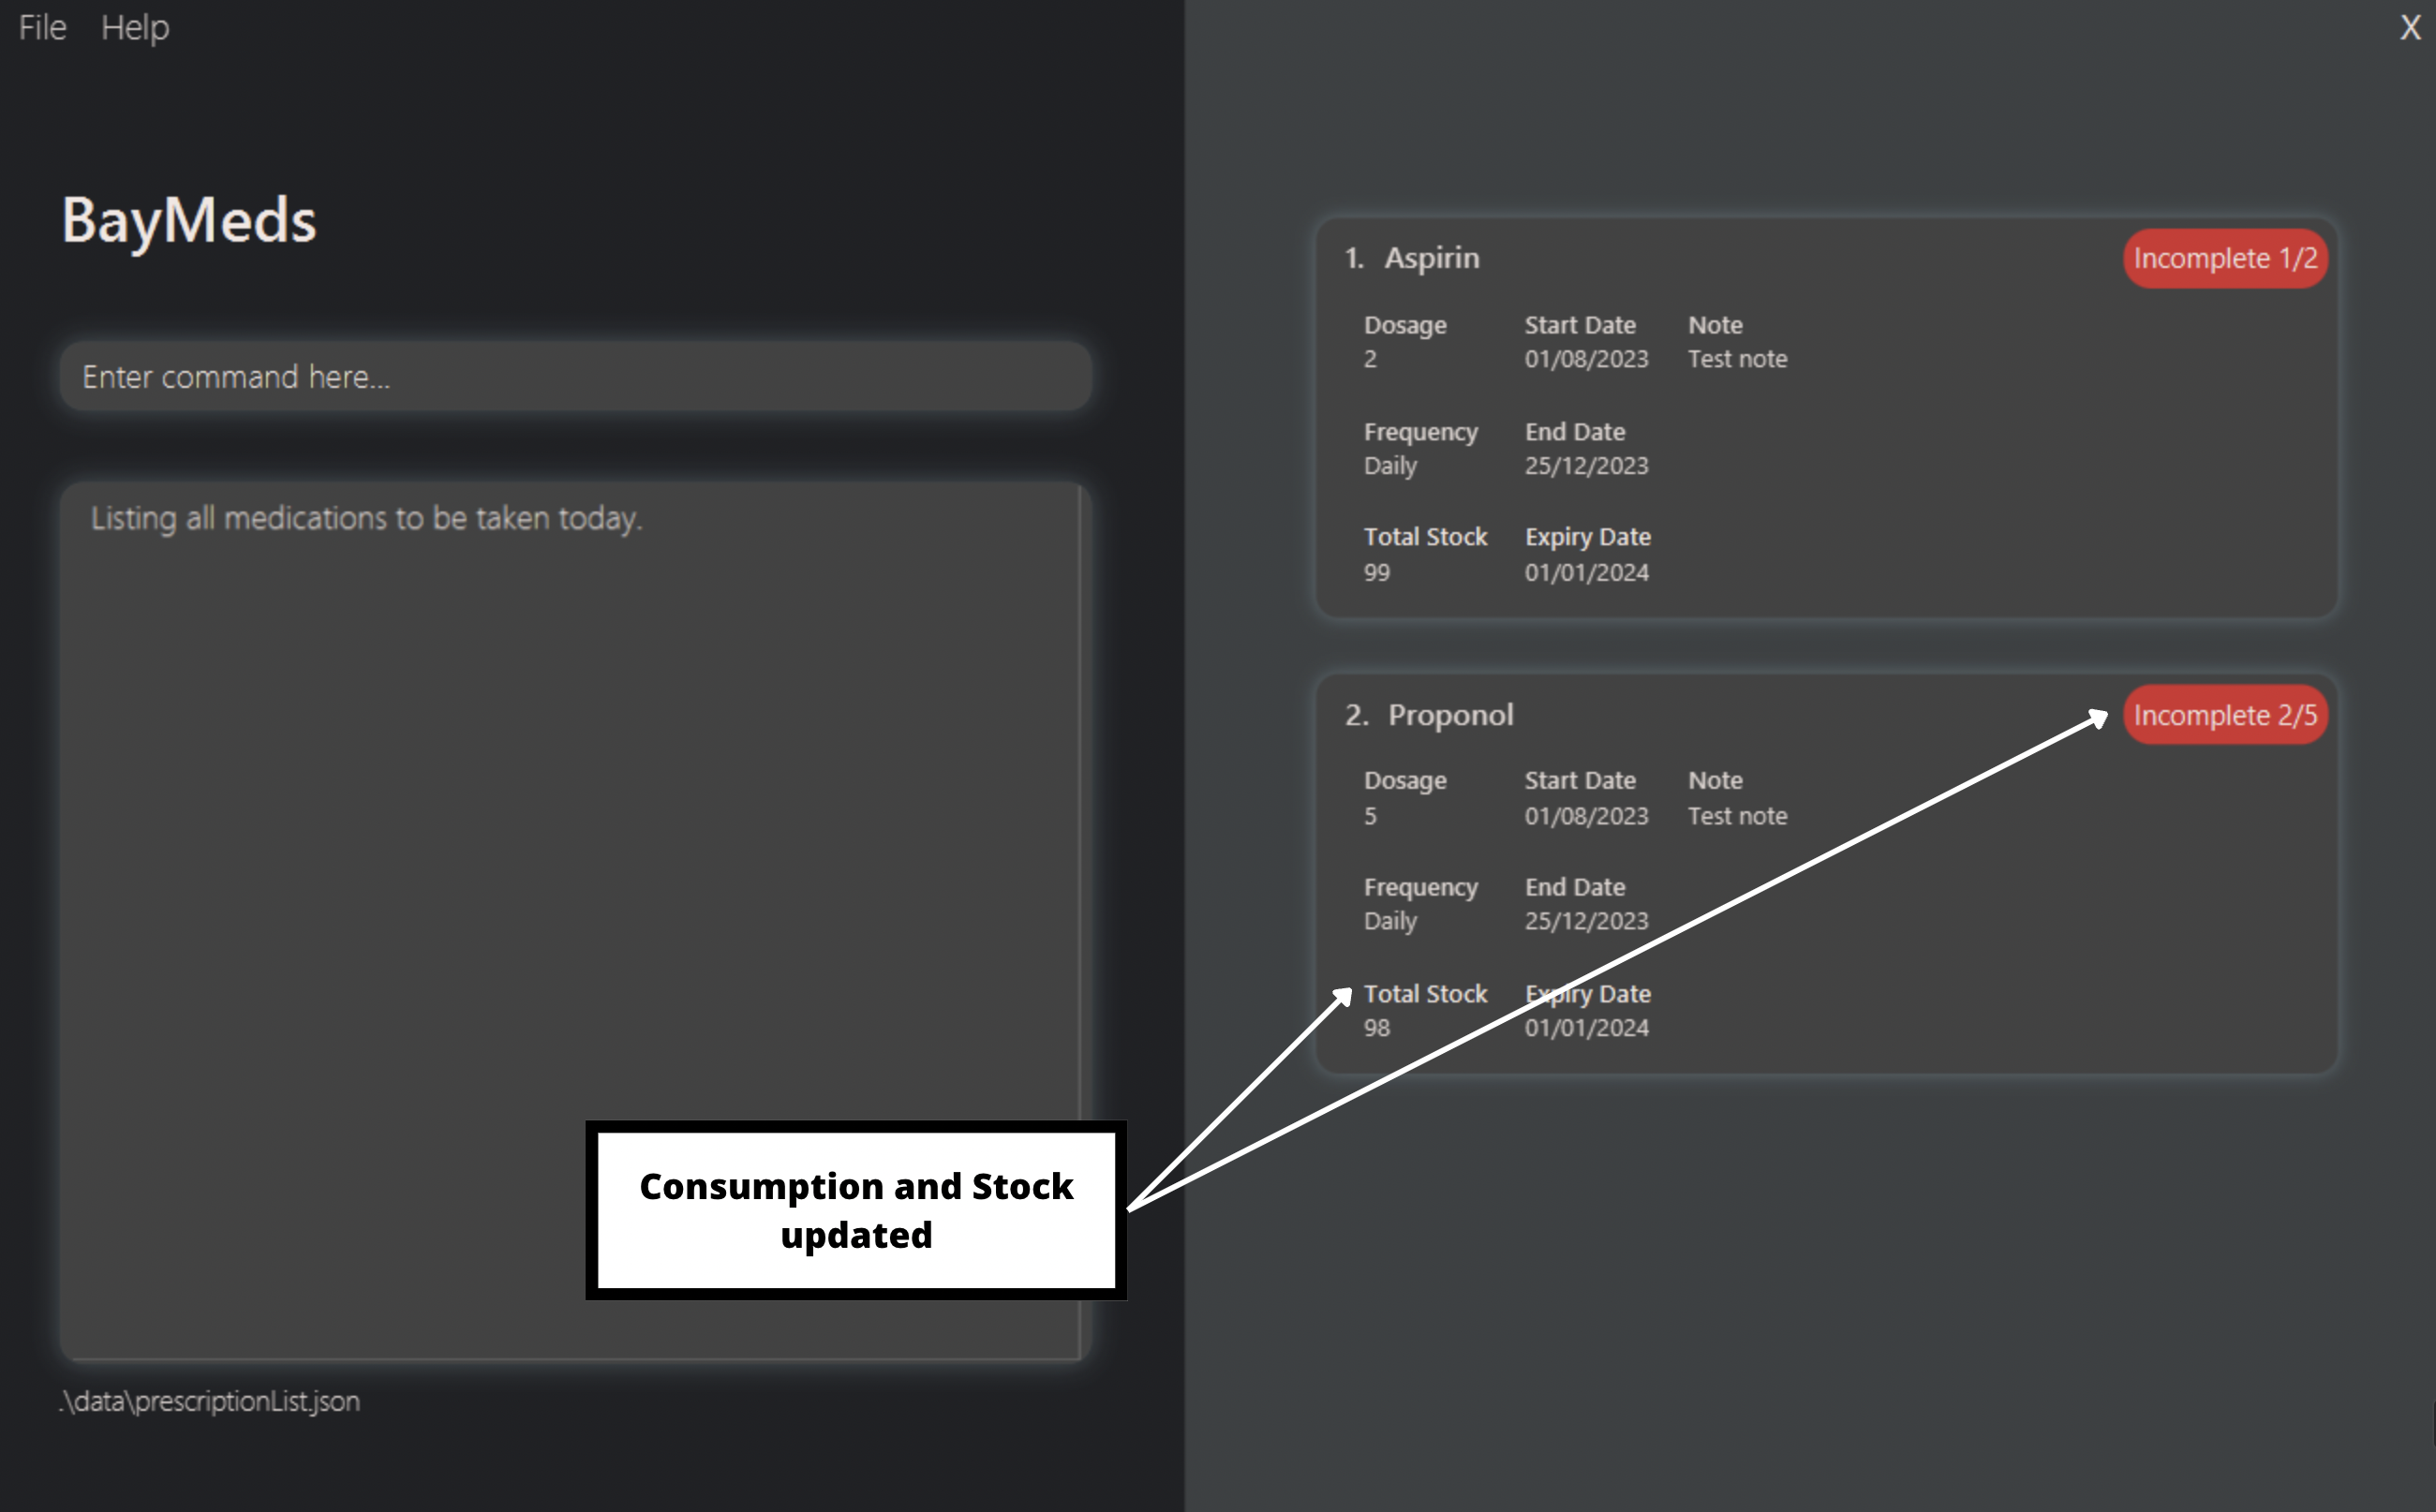 File Help X
BayMeds
Enter command here...
Listing all medications to be taken today.
.\data\prescriptionList.json
1. Aspirin Incomplete 1/2
Dosage Start Date Note
2 01/08/2023 Test note
Frequency End Date
Daily 25/12/2023
Total Stock Expiry Date
99 01/01/2024
2. Proponol Incomplete 2/5
Dosage Start Date Note
5 01/08/2023 Test note
Frequency End Date
Daily 25/12/2023
Total Stock Expiry Date
98 01/01/2024
Consumption and Stock
updated